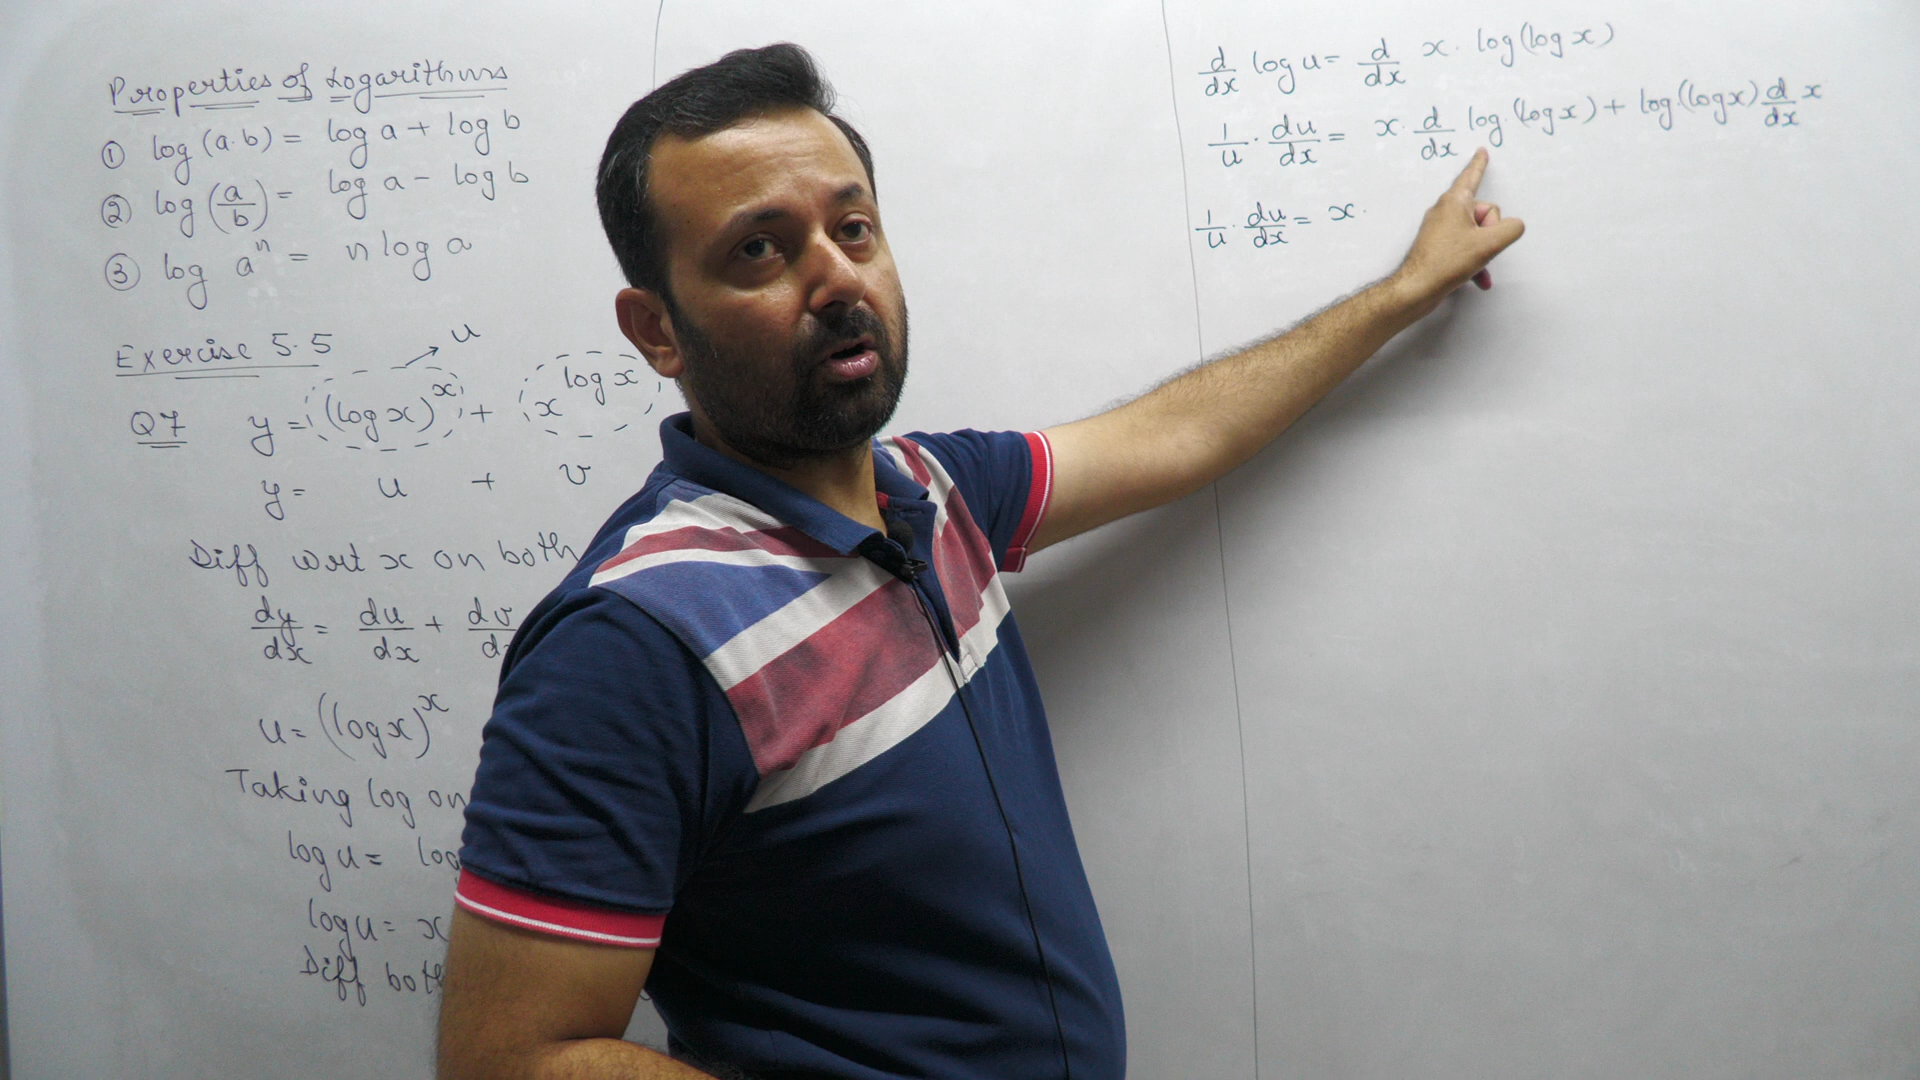 Properties of Logarithms
① log (a·b) = log a + log b
② log (a/b) = log a - log b
③ log aⁿ = n log a
Exercise 5.5
u
Q7 y = (log x)ˣ + x^(log x)
y = u + v
Diff wrt x on both
dy/dx = du/dx + dv/
u = (log x)ˣ
Taking log on
log u = log
log u = x
Diff both
d/dx log u = d/dx x· log (log x)
1/u · du/dx = x· d/dx log·(log x) + log·(log x) d/dx x
1/u · du/dx = x·